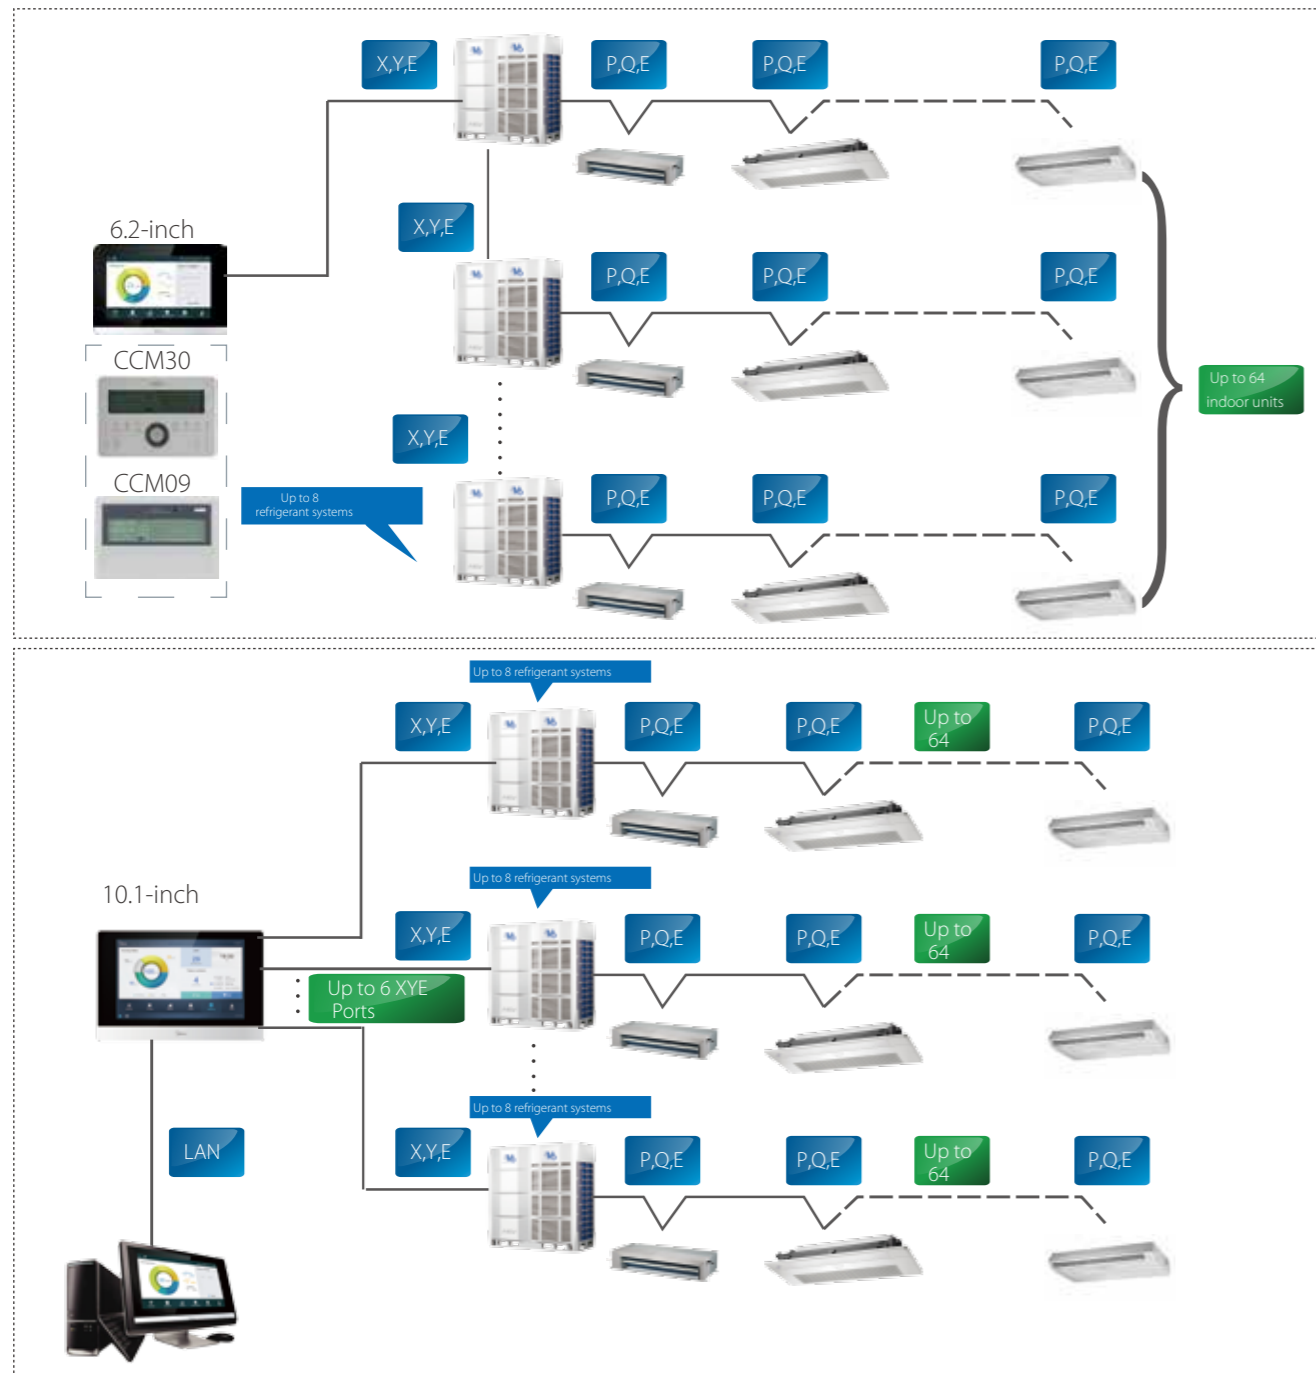 X,Y,E
P,Q,E
P,Q,E
P,Q,E
6.2-inch
X,Y,E
P,Q,E
P,Q,E
P,Q,E
CCM30
Up to 64
indoor units
X,Y,E
CCM09
Up to 8
refrigerant systems
P,Q,E
P,Q,E
P,Q,E
Up to 8 refrigerant systems
X,Y,E
P,Q,E
P,Q,E
Up to
64
P,Q,E
Up to 8 refrigerant systems
10.1-inch
X,Y,E
P,Q,E
P,Q,E
Up to
64
P,Q,E
Up to 6 XYE
Ports
Up to 8 refrigerant systems
LAN
X,Y,E
P,Q,E
P,Q,E
Up to
64
P,Q,E